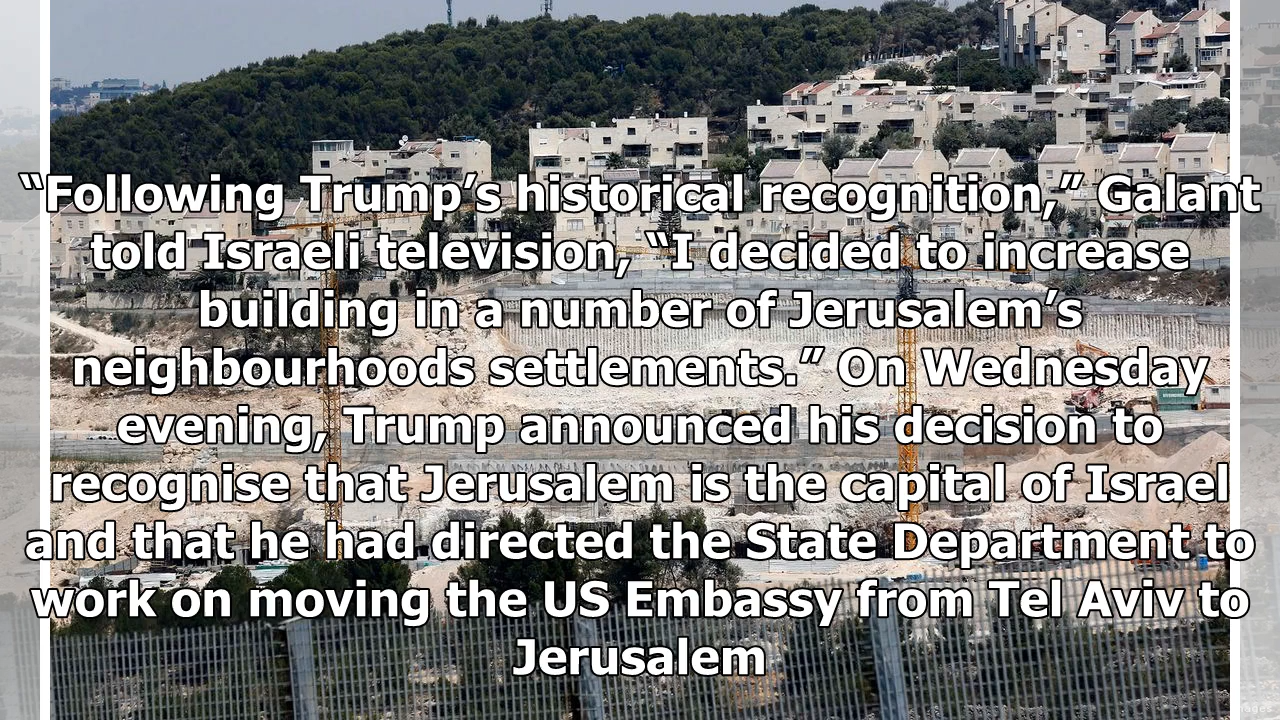 “Following Trump’s historical recognition,” Galant
told Israeli television, “I decided to increase
building in a number of Jerusalem’s
neighbourhoods settlements.” On Wednesday
evening, Trump announced his decision to
recognise that Jerusalem is the capital of Israel
and that he had directed the State Department to
work on moving the US Embassy from Tel Aviv to
Jerusalem